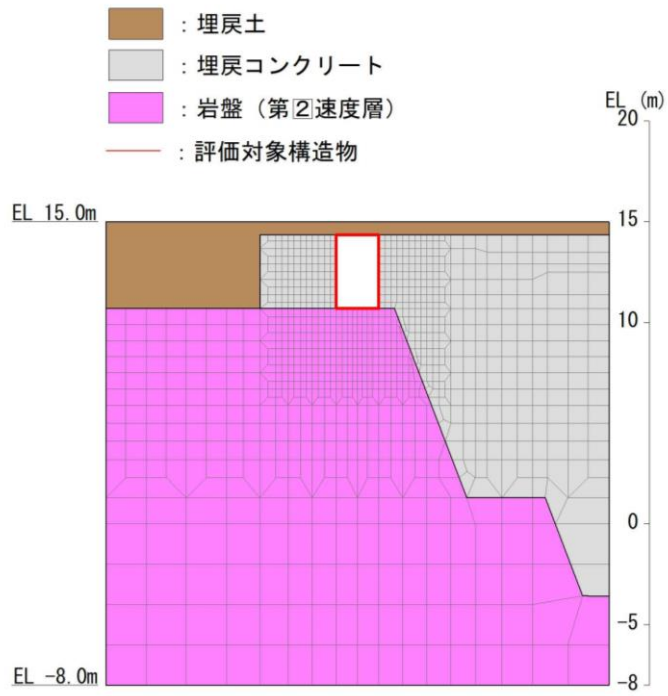 ：埋戻土
：埋戻コンクリート
：岩盤（第②速度層）
：評価対象構造物
EL (m)
20
EL 15.0m
15
10
0
-5
EL -8.0m
-8